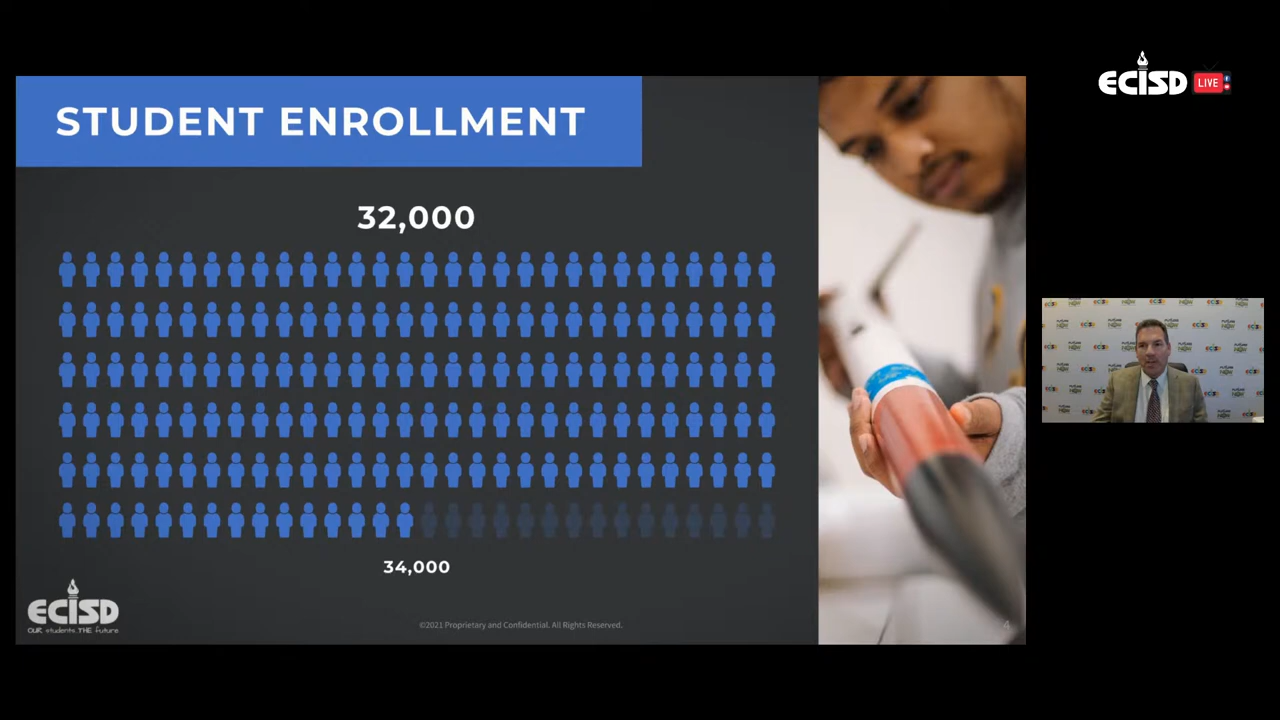 STUDENT ENROLLMENT
32,000
34,000
ECISD
OUR students.THE future
©2021 Proprietary and Confidential. All Rights Reserved.
4
ECISD LIVE